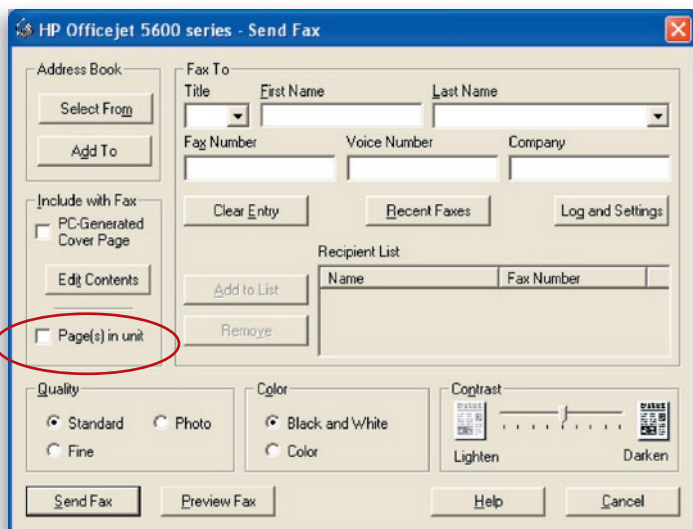 HP Officejet 5600 series - Send Fax
Address Book
Select From
Add To
Fax To
Title First Name Last Name
Fax Number Voice Number Company
Clear Entry Recent Faxes Log and Settings
Include with Fax
PC-Generated
Cover Page
Edit Contents
Page(s) in unit
Recipient List
Name Fax Number
Add to List
Remove
Quality
Standard Photo
Fine
Color
Black and White
Color
Contrast
Lighten Darken
Send Fax Preview Fax Help Cancel